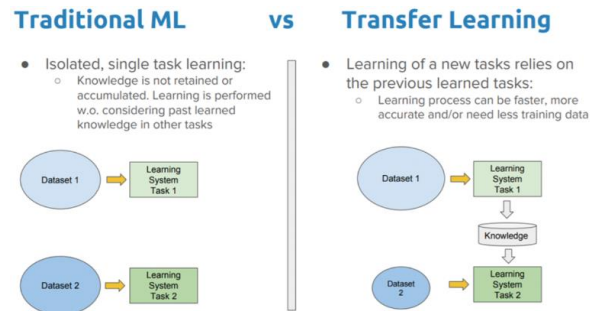 Traditional ML vs Transfer Learning
● Isolated, single task learning:
○ Knowledge is not retained or
accumulated. Learning is performed
w.o. considering past learned
knowledge in other tasks
Dataset 1
Learning
System
Task 1
Dataset 2
Learning
System
Task 2
● Learning of a new tasks relies on
the previous learned tasks:
○ Learning process can be faster, more
accurate and/or need less training data
Dataset 1
Learning
System
Task 1
Knowledge
Dataset
2
Learning
System
Task 2